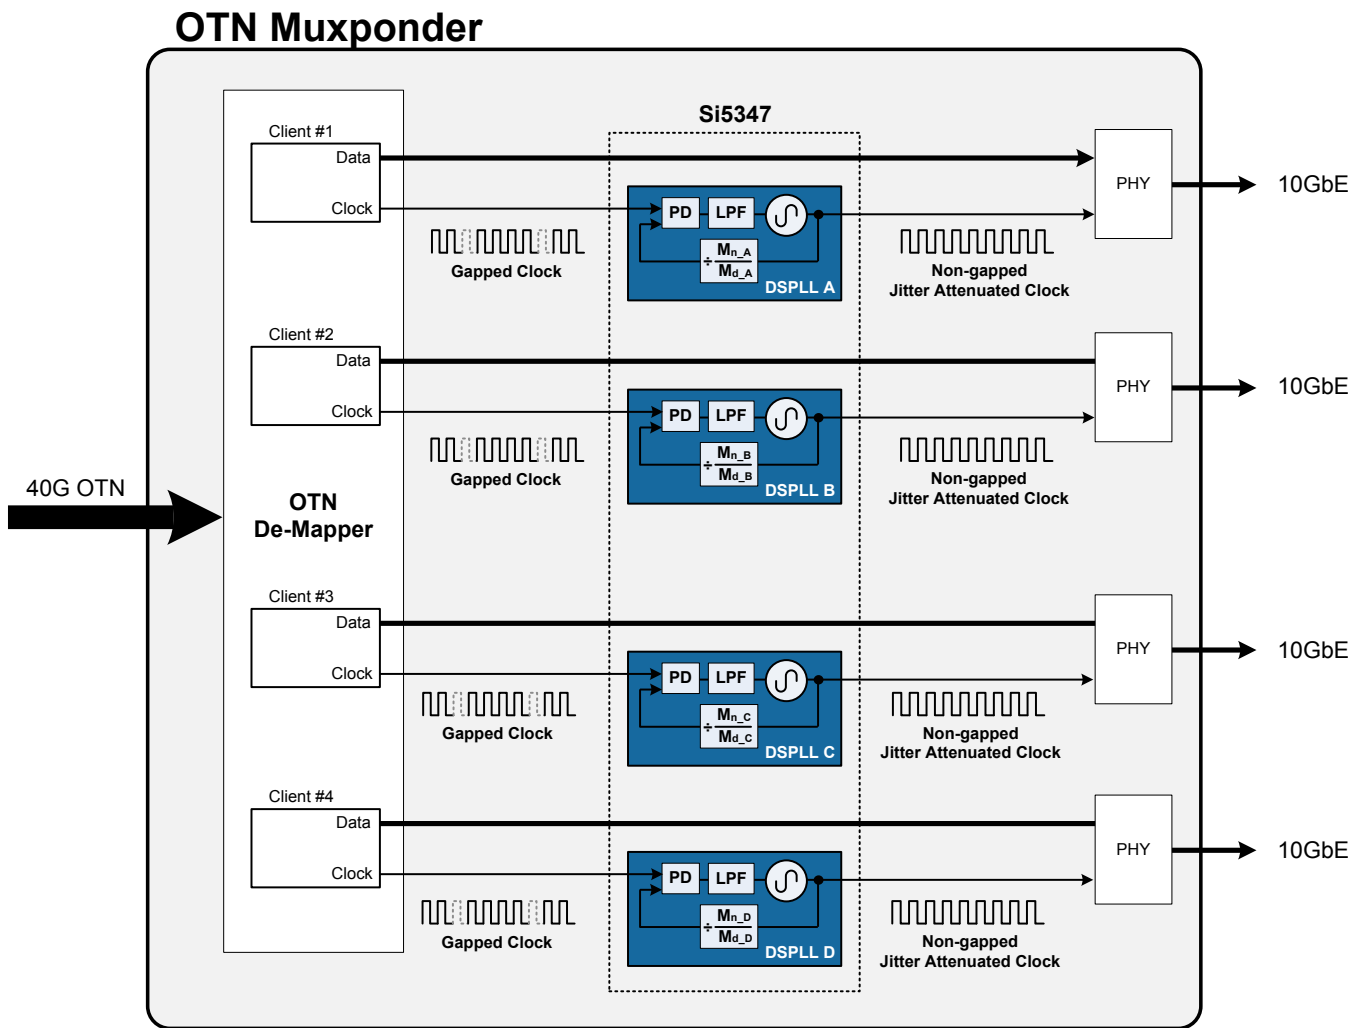 OTN Muxponder
Si5347
Client #1
Data
Clock
Gapped Clock
PD
LPF
÷ Mn_A
Md_A
DSPLL A
Non-gapped
Jitter Attenuated Clock
PHY
10GbE
Client #2
Data
Clock
Gapped Clock
PD
LPF
÷ Mn_B
Md_B
DSPLL B
Non-gapped
Jitter Attenuated Clock
PHY
10GbE
40G OTN
OTN
De-Mapper
Client #3
Data
Clock
Gapped Clock
PD
LPF
÷ Mn_C
Md_C
DSPLL C
Non-gapped
Jitter Attenuated Clock
PHY
10GbE
Client #4
Data
Clock
Gapped Clock
PD
LPF
÷ Mn_D
Md_D
DSPLL D
Non-gapped
Jitter Attenuated Clock
PHY
10GbE